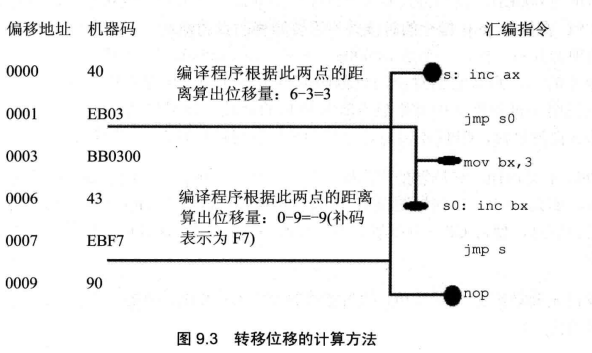 偏移地址 机器码 汇编指令
0000 40 编译程序根据此两点的距 s: inc ax
离算出位移量：6-3=3
0001 EB03 jmp s0
0003 BB0300 mov bx,3
0006 43 编译程序根据此两点的距离 s0: inc bx
算出位移量：0-9=-9(补码
表示为 F7)
0007 EBF7 jmp s
0009 90 nop
图 9.3 转移位移的计算方法